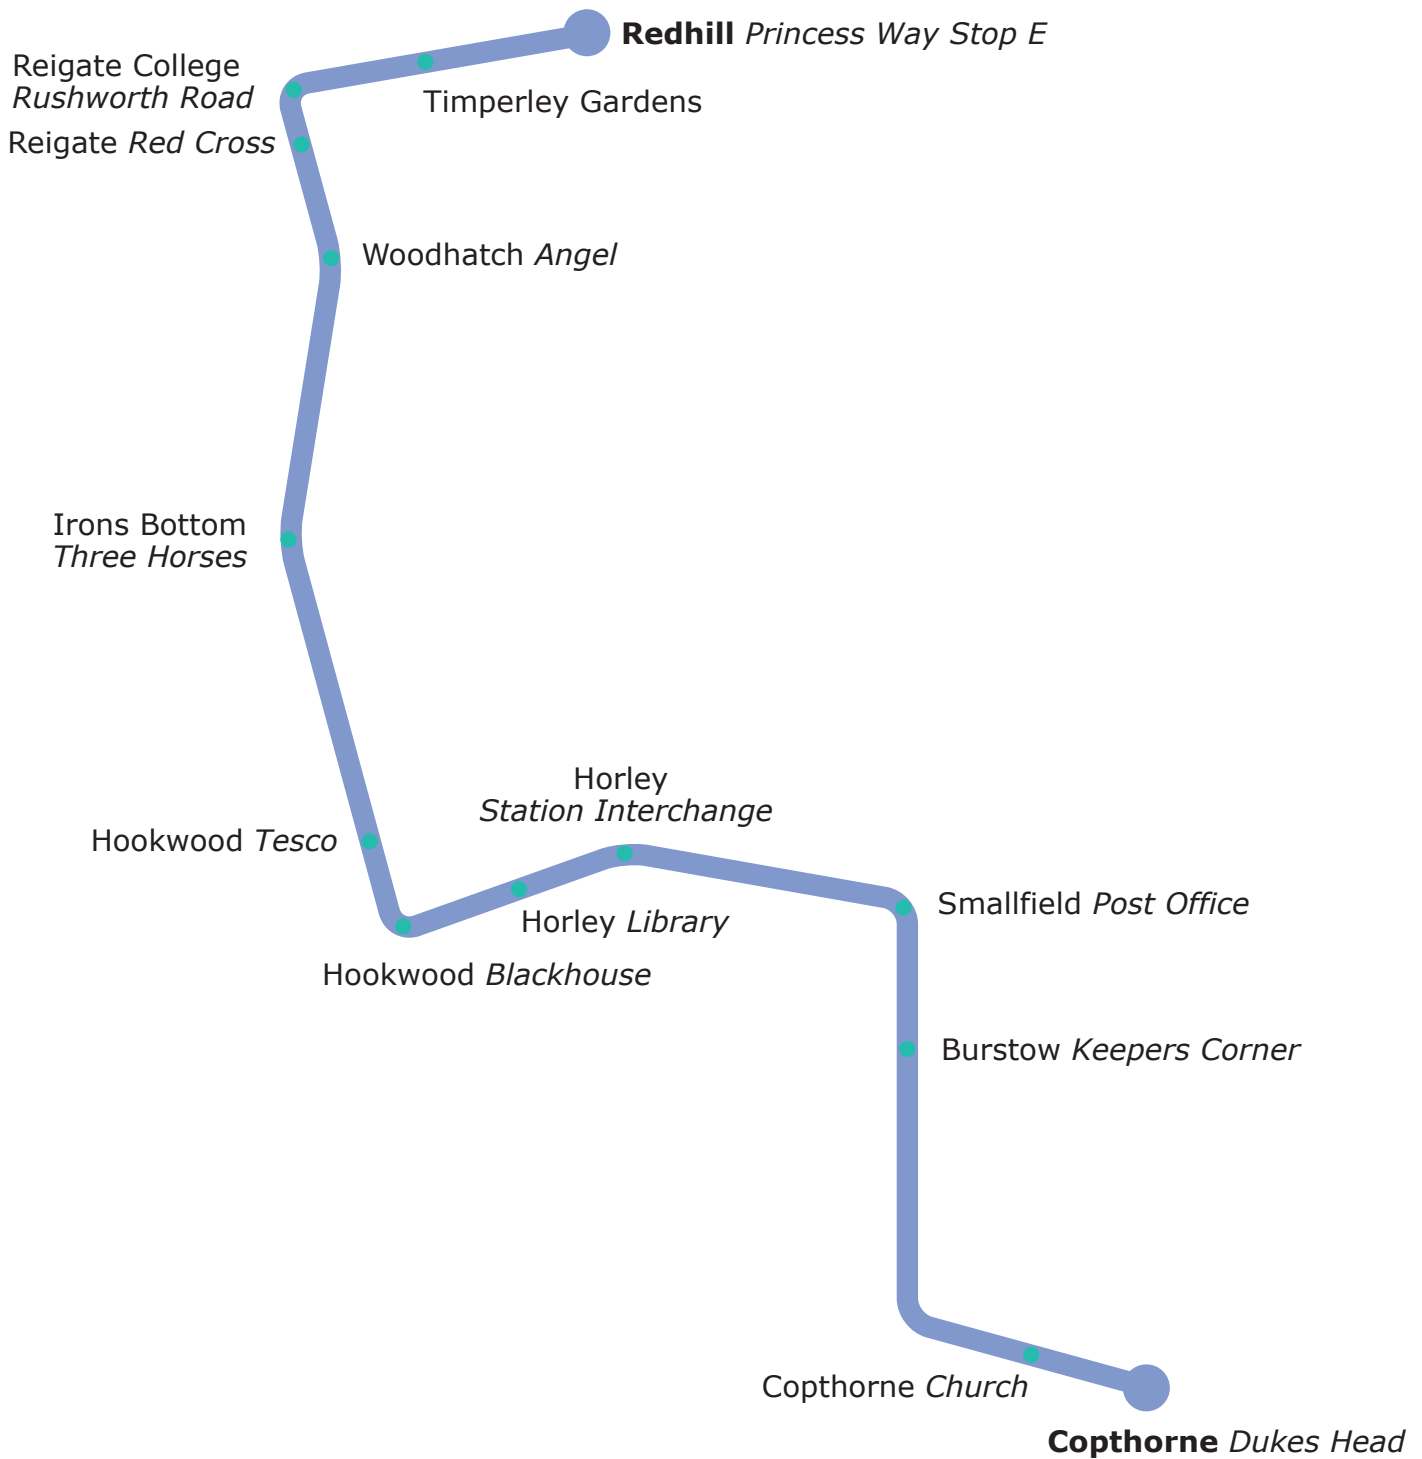 Redhill Princess Way Stop E
Reigate College
Rushworth Road
Timperley Gardens
Reigate Red Cross
Woodhatch Angel
Irons Bottom
Three Horses
Horley
Station Interchange
Hookwood Tesco
Smallfield Post Office
Horley Library
Hookwood Blackhouse
Burstow Keepers Corner
Copthorne Church
Copthorne Dukes Head